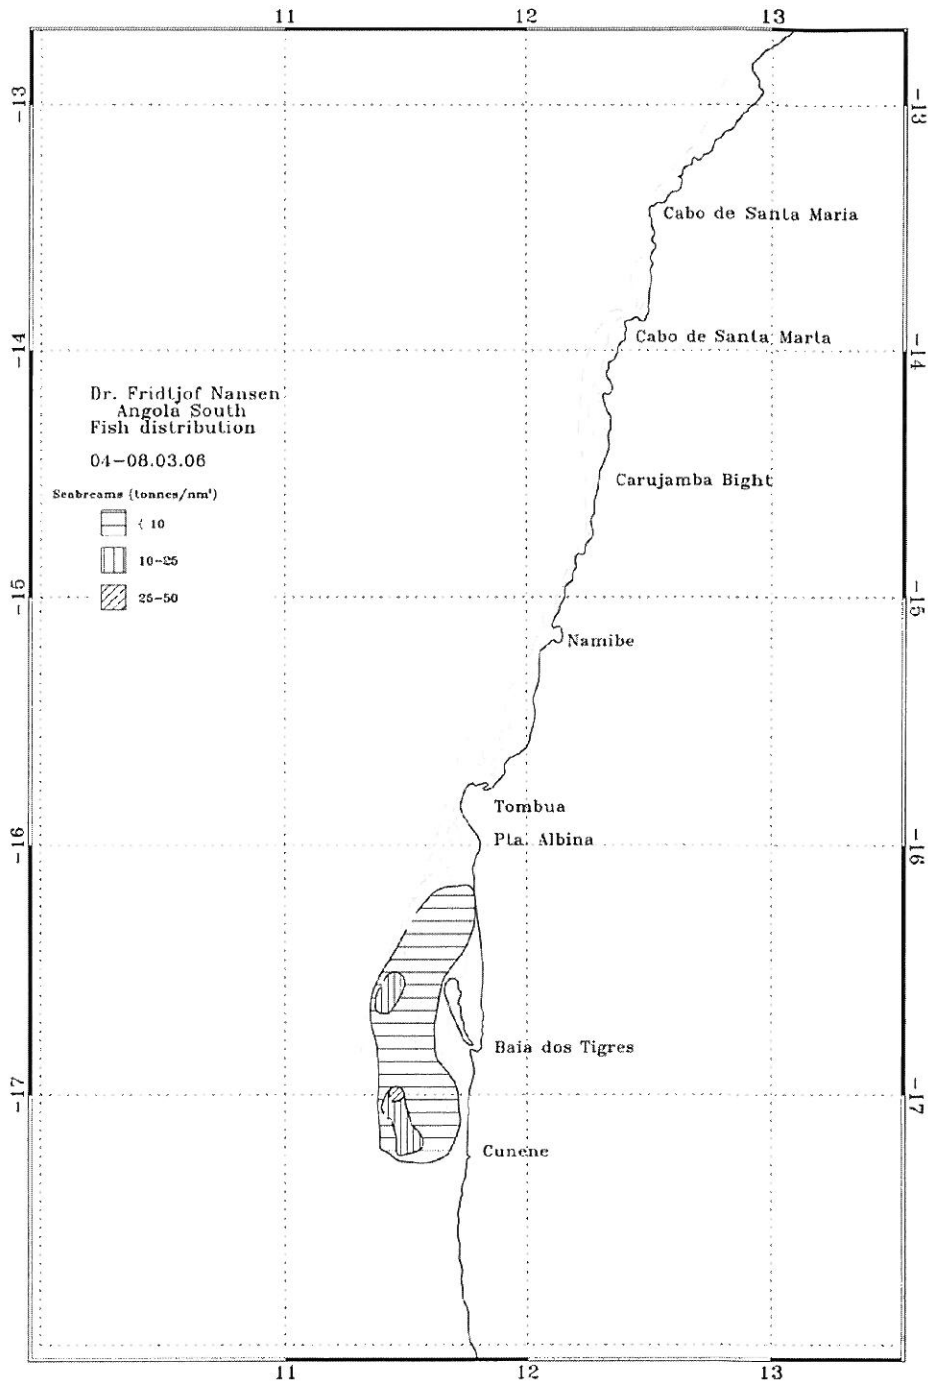 11 12 13
-13 -13
Cabo de Santa Maria
Cabo de Santa Marta
-14 -14
Dr. Fridtjof Nansen
Angola South
Fish distribution
04-08.03.06
Carujamba Bight
Seabreams (tonnes/nm²)
< 10
10-25
25-50
-15 -15
Namibe
Tombua
Pta. Albina
-16 -16
Baia dos Tigres
-17 -17
Cunene
11 12 13